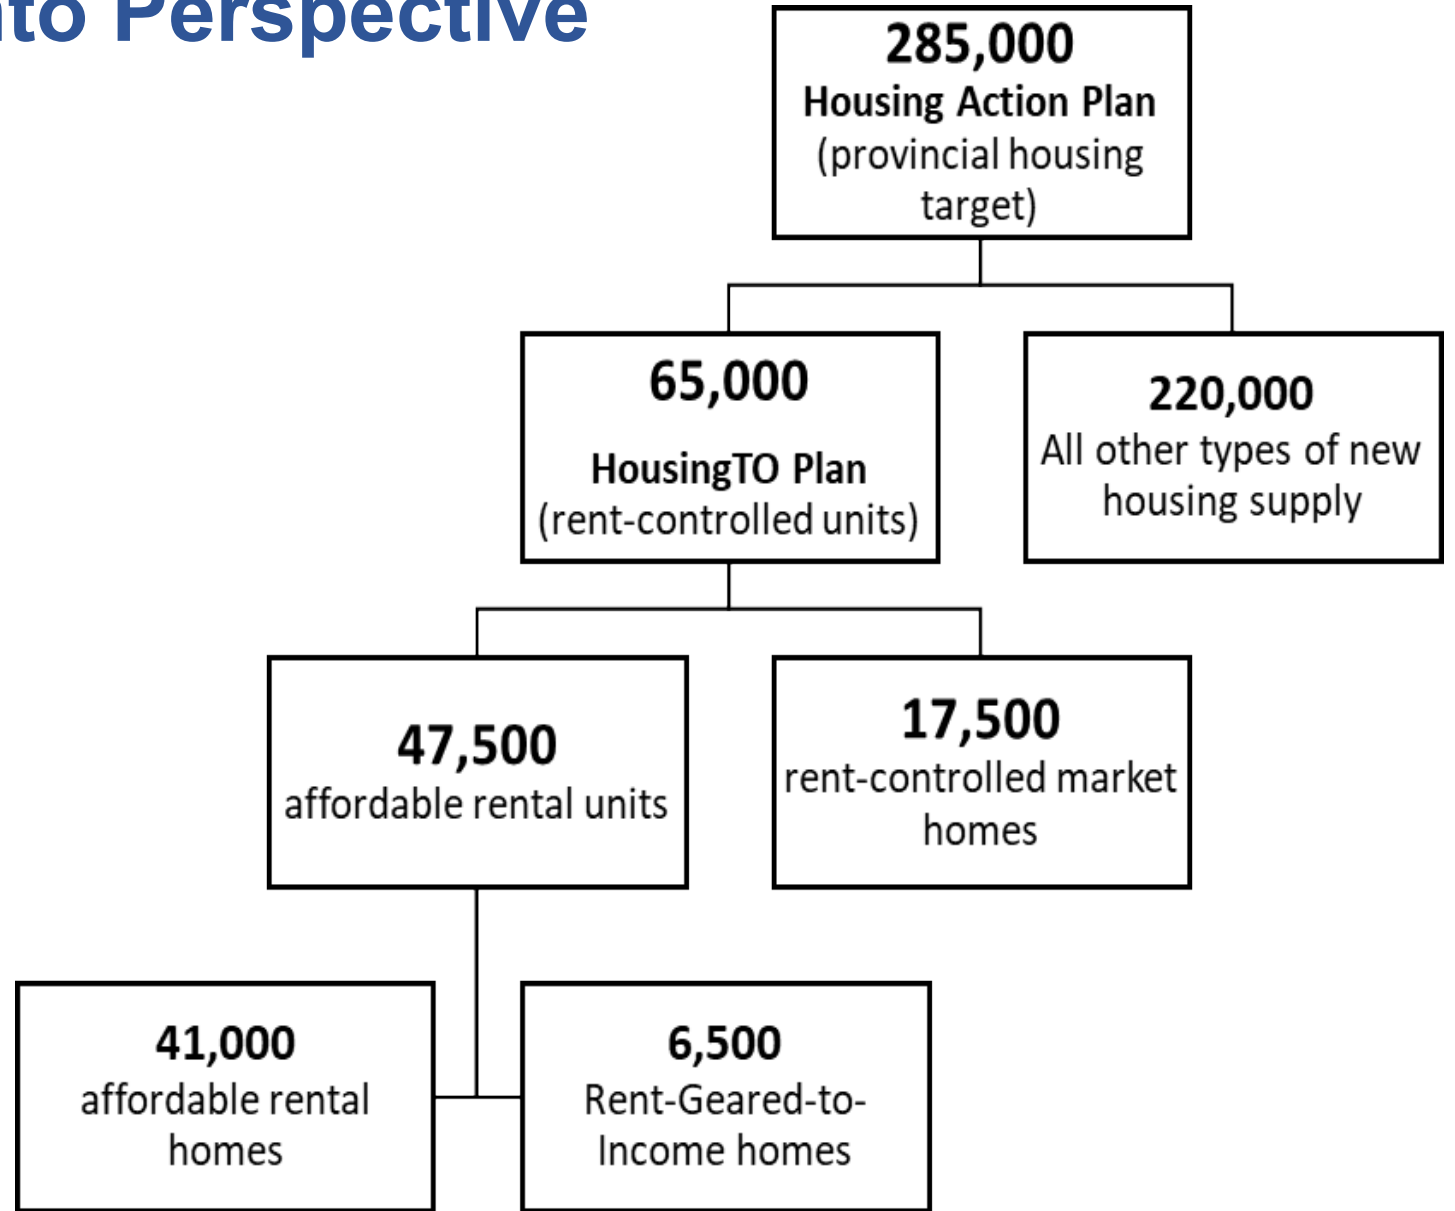 Perspective
285,000
Housing Action Plan
(provincial housing
target)
65,000
HousingTO Plan
(rent-controlled units)
220,000
All other types of new
housing supply
47,500
affordable rental units
17,500
rent-controlled market
homes
41,000
affordable rental
homes
6,500
Rent-Geared-to-
Income homes